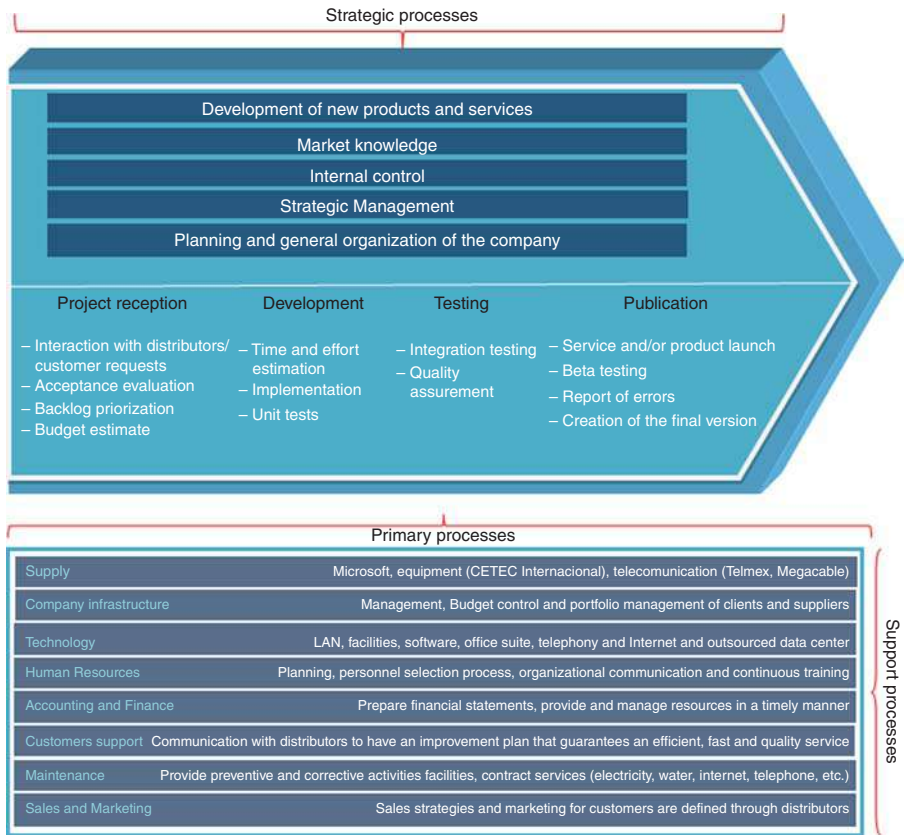 Strategic processes
Development of new products and services
Market knowledge
Internal control
Strategic Management
Planning and general organization of the company
Project reception
– Interaction with distributors/
customer requests
– Acceptance evaluation
– Backlog priorization
– Budget estimate
Development
– Time and effort
estimation
– Implementation
– Unit tests
Testing
– Integration testing
– Quality
assurement
Publication
– Service and/or product launch
– Beta testing
– Report of errors
– Creation of the final version
Primary processes
Supply Microsoft, equipment (CETEC Internacional), telecomunication (Telmex, Megacable)
Company infrastructure Management, Budget control and portfolio management of clients and suppliers
Technology LAN, facilities, software, office suite, telephony and Internet and outsourced data center
Human Resources Planning, personnel selection process, organizational communication and continuous training
Accounting and Finance Prepare financial statements, provide and manage resources in a timely manner
Customers support Communication with distributors to have an improvement plan that guarantees an efficient, fast and quality service
Maintenance Provide preventive and corrective activities facilities, contract services (electricity, water, internet, telephone, etc.)
Sales and Marketing Sales strategies and marketing for customers are defined through distributors
Support processes